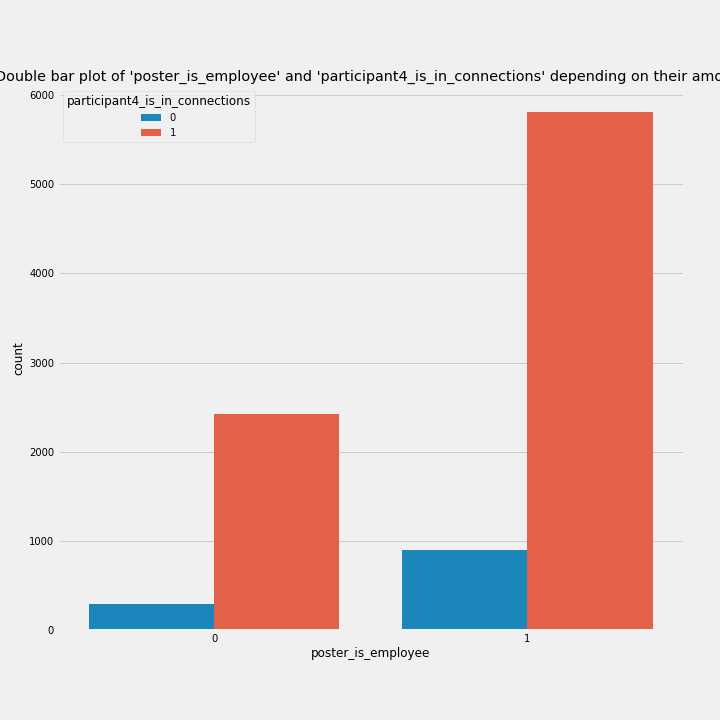 Double bar plot of 'poster_is_employee' and 'participant4_is_in_connections' depending on their
participant4_is_in_connections
0
1
6000
5000
4000
3000
2000
1000
0
count
0 1
poster_is_employee